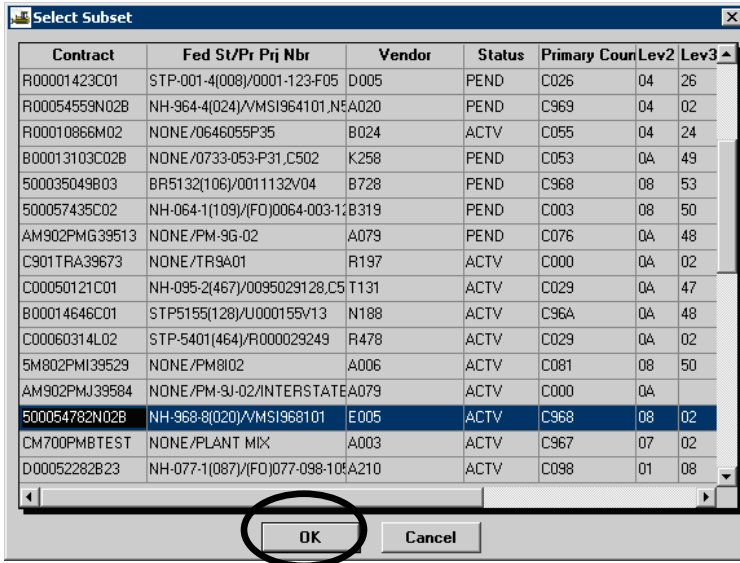 Select Subset
Contract Fed St/Pr Prj Nbr Vendor Status Primary Coun Lev2 Lev3
R00001423C01 STP-001-4(008)/0001-123-F05 D005 PEND C026 04 26
R00054559N02B NH-964-4(024)/VMSI964101,N5 A020 PEND C969 04 02
R00010866M02 NONE/0646055P35 B024 ACTV C055 04 24
B00013103C02B NONE/0733-053-P31,C502 K258 PEND C053 0A 49
500035049B03 BR5132(106)/0011132V04 B728 PEND C968 08 53
500057435C02 NH-064-1(109)/(FO)0064-003-12 B319 PEND C003 08 50
AM902PMG39513 NONE/PM-9G-02 A079 PEND C076 0A 48
C901TRA39673 NONE/TR9A01 R197 ACTV C000 0A 02
C00050121C01 NH-095-2(467)/0095029128,C5 T131 ACTV C029 0A 47
B00014646C01 STP5155(128)/U000155V13 N188 ACTV C96A 0A 48
C00060314L02 STP-5401(464)/R000029249 R478 ACTV C029 0A 02
5M802PMI39529 NONE/PM8I02 A006 ACTV C081 08 50
AM902PMJ39584 NONE/PM-9J-02/INTERSTATE A079 ACTV C000 0A
500054782N02B NH-968-8(020)/VMSI968101 E005 ACTV C968 08 02
CM700PMBTEST NONE/PLANT MIX A003 ACTV C967 07 02
D00052282B23 NH-077-1(087)/(FO)077-098-105 A210 ACTV C098 01 08
OK Cancel